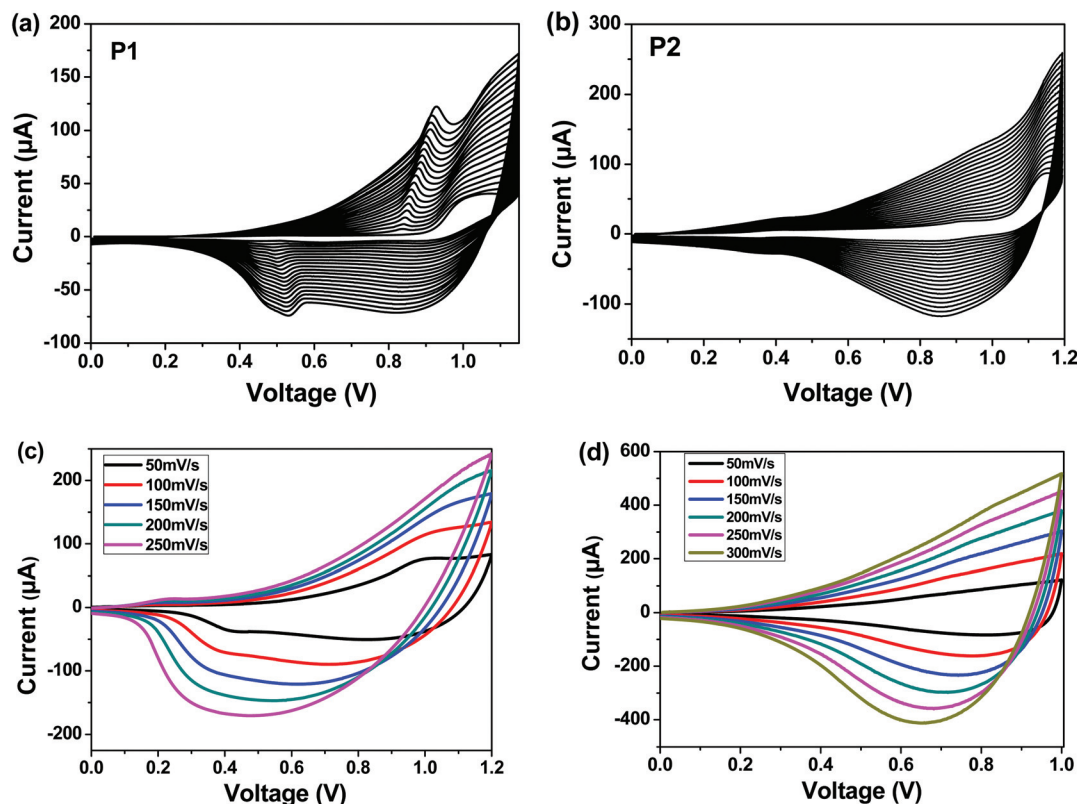 (a)
P1
200
150
100
50
0
-50
-100
Current (µA)
0.0 0.2 0.4 0.6 0.8 1.0
Voltage (V)
(b)
P2
300
200
100
0
-100
Current (µA)
0.0 0.2 0.4 0.6 0.8 1.0 1.2
Voltage (V)
(c)
50mV/s
100mV/s
150mV/s
200mV/s
250mV/s
200
100
0
-100
-200
Current (µA)
0.0 0.2 0.4 0.6 0.8 1.0 1.2
Voltage (V)
(d)
50mV/s
100mV/s
150mV/s
200mV/s
250mV/s
300mV/s
600
400
200
0
-200
-400
Current (µA)
0.0 0.2 0.4 0.6 0.8 1.0
Voltage (V)